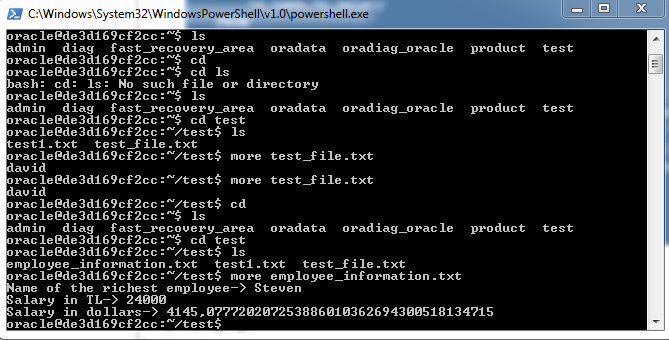 C:\Windows\System32\WindowsPowerShell\v1.0\powershell.exe
oracle@de3d169cf2cc:~$ ls
admin  diag  fast_recovery_area  oradata  oradiag_oracle  product  test
oracle@de3d169cf2cc:~$ cd
oracle@de3d169cf2cc:~$ cd ls
bash: cd: ls: No such file or directory
oracle@de3d169cf2cc:~$ ls
admin  diag  fast_recovery_area  oradata  oradiag_oracle  product  test
oracle@de3d169cf2cc:~$ cd test
oracle@de3d169cf2cc:~/test$ ls
test1.txt  test_file.txt
oracle@de3d169cf2cc:~/test$ more test_file.txt
david
oracle@de3d169cf2cc:~/test$ more test_file.txt
david
oracle@de3d169cf2cc:~/test$ cd
oracle@de3d169cf2cc:~$ ls
admin  diag  fast_recovery_area  oradata  oradiag_oracle  product  test
oracle@de3d169cf2cc:~$ cd test
oracle@de3d169cf2cc:~/test$ ls
employee_information.txt  test1.txt  test_file.txt
oracle@de3d169cf2cc:~/test$ more employee_information.txt
Name of the richest employee-> Steven
Salary in TL-> 24000
Salary in dollars-> 4145,07772020725388601036269430051813471​5
oracle@de3d169cf2cc:~/test$